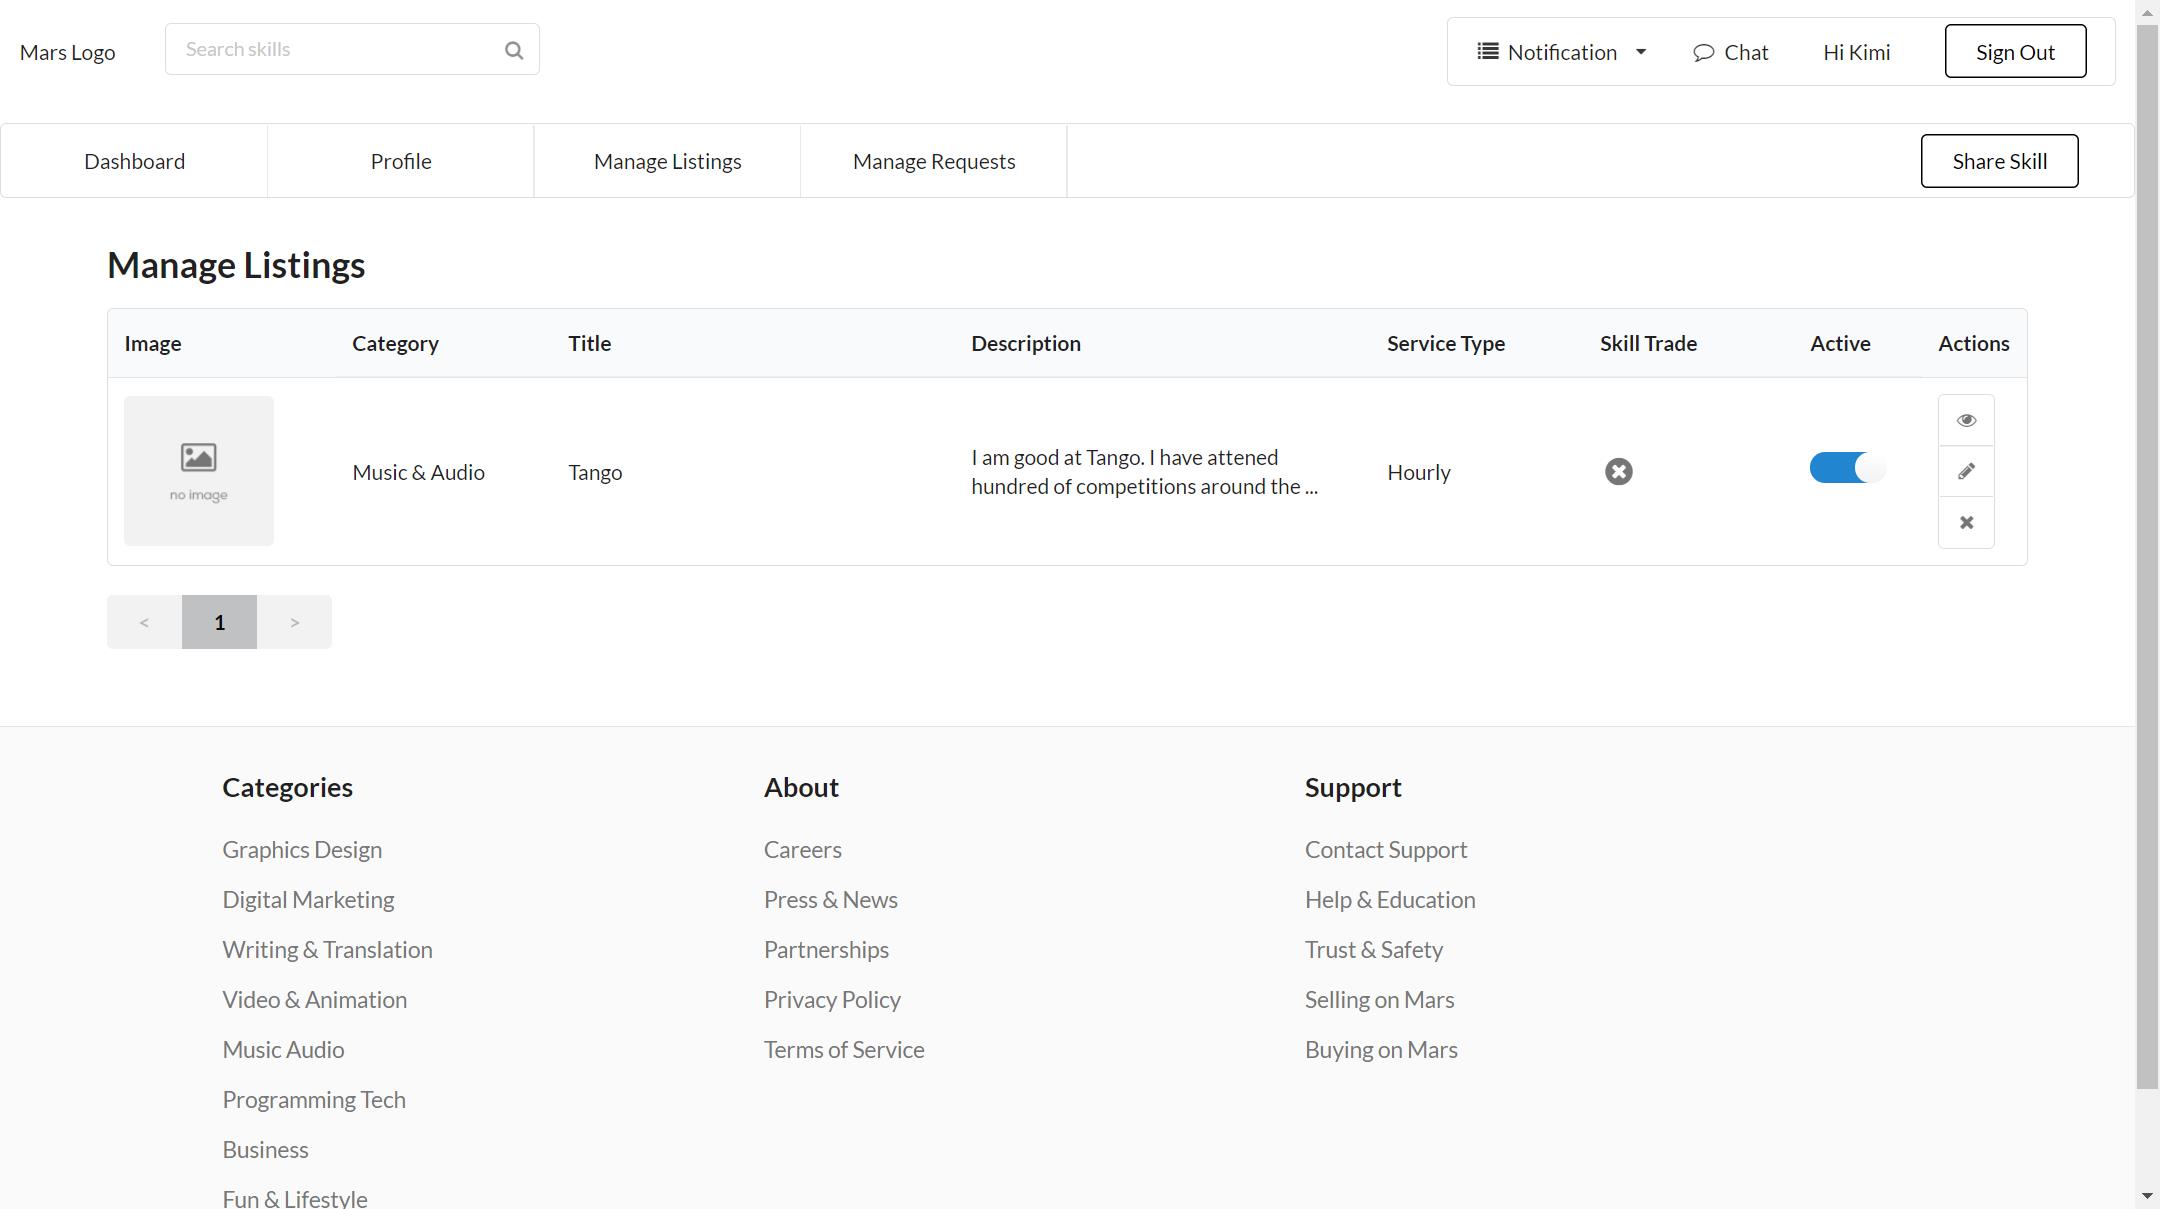 Mars Logo
Search skills
Notification
Chat
Hi Kimi
Sign Out
Dashboard
Profile
Manage Listings
Manage Requests
Share Skill
Manage Listings
Image
Category
Title
Description
Service Type
Skill Trade
Active
Actions
no image
Music & Audio
Tango
I am good at Tango. I have attened
hundred of competitions around the ...
Hourly
<
1
>
Categories
Graphics Design
Digital Marketing
Writing & Translation
Video & Animation
Music Audio
Programming Tech
Business
Fun & Lifestyle
About
Careers
Press & News
Partnerships
Privacy Policy
Terms of Service
Support
Contact Support
Help & Education
Trust & Safety
Selling on Mars
Buying on Mars